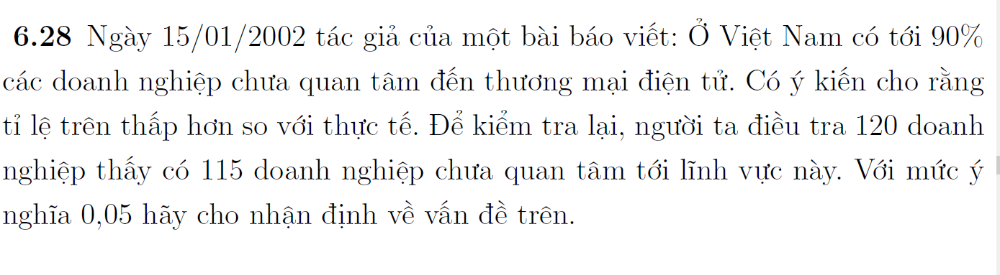 6.28 Ngày 15/01/2002 tác giả của một bài báo viết: Ở Việt Nam có tới 90%
các doanh nghiệp chưa quan tâm đến thương mại điện tử. Có ý kiến cho rằng
tỉ lệ trên thấp hơn so với thực tế. Để kiểm tra lại, người ta điều tra 120 doanh
nghiệp thấy có 115 doanh nghiệp chưa quan tâm tới lĩnh vực này. Với mức ý
nghĩa 0,05 hãy cho nhận định về vấn đề trên.